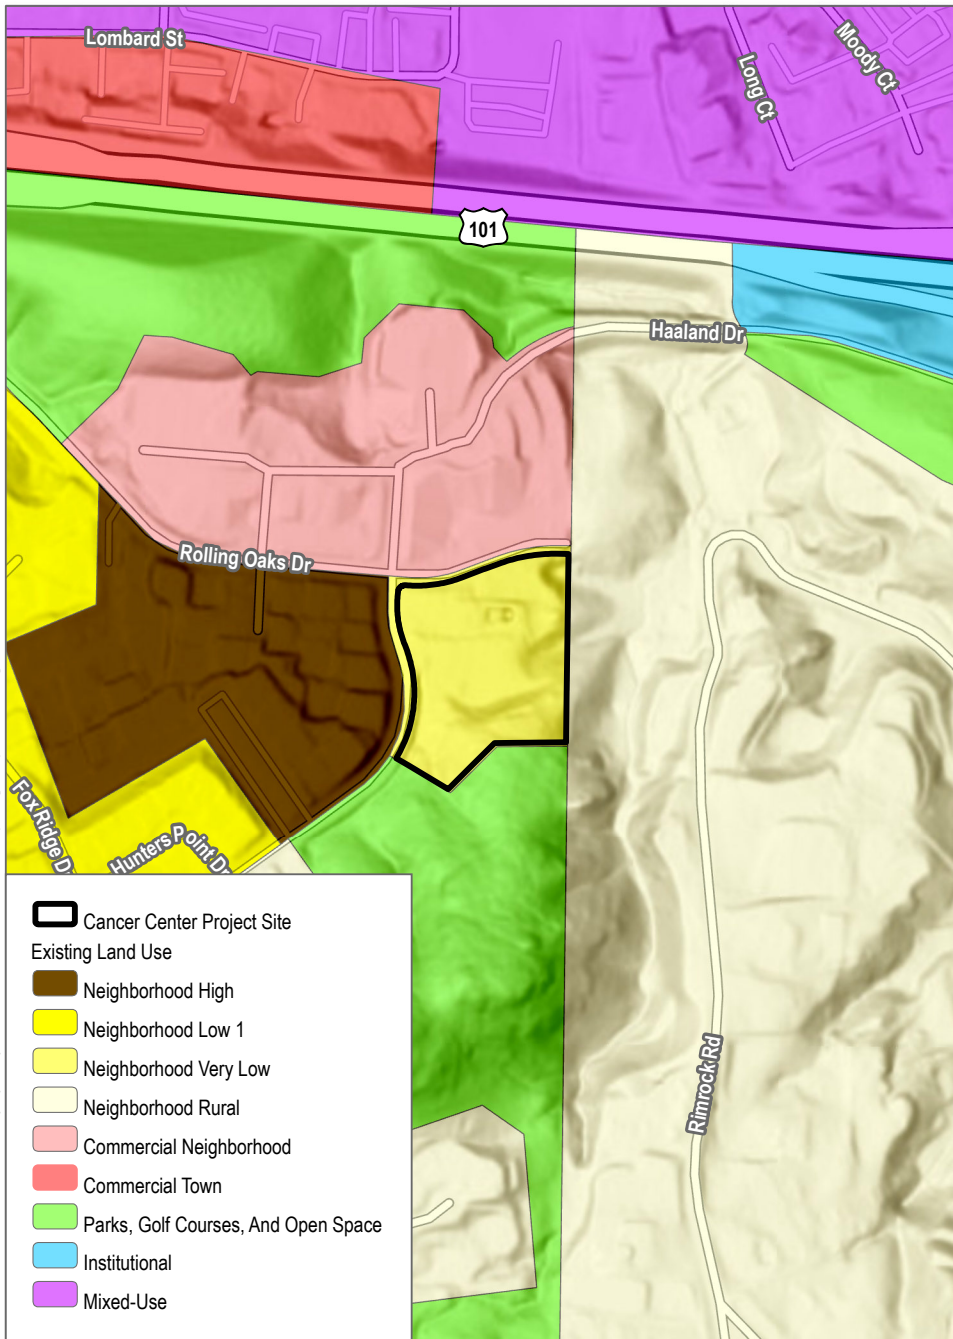 Lombard St
Long Ct
Moody Ct
101
Haaland Dr
Rolling Oaks Dr
Fox Ridge Dr
Hunters Point Dr
Rimrock Rd
Cancer Center Project Site
Existing Land Use
Neighborhood High
Neighborhood Low 1
Neighborhood Very Low
Neighborhood Rural
Commercial Neighborhood
Commercial Town
Parks, Golf Courses, And Open Space
Institutional
Mixed-Use